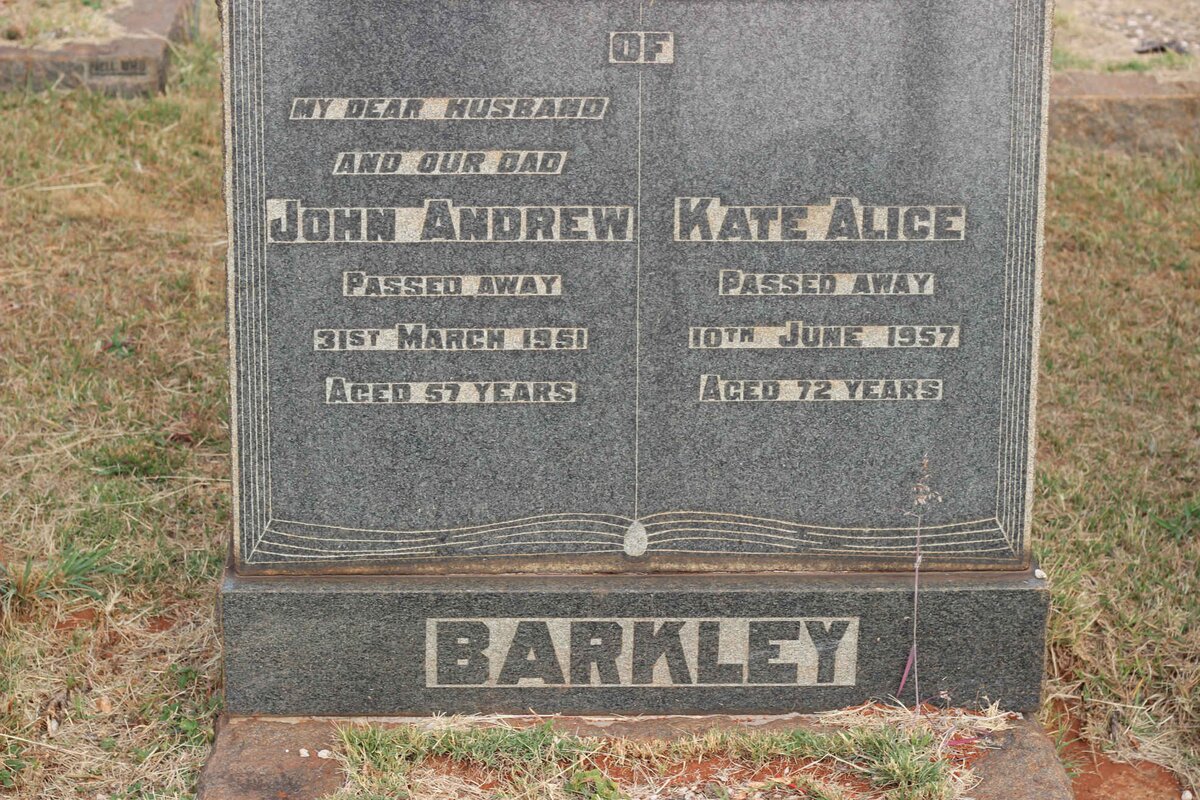 OF
MY DEAR HUSBAND
AND OUR DAD
JOHN ANDREW
PASSED AWAY
31ST MARCH 1951
AGED 57 YEARS
KATE ALICE
PASSED AWAY
10TH JUNE 1957
AGED 72 YEARS
BARKLEY